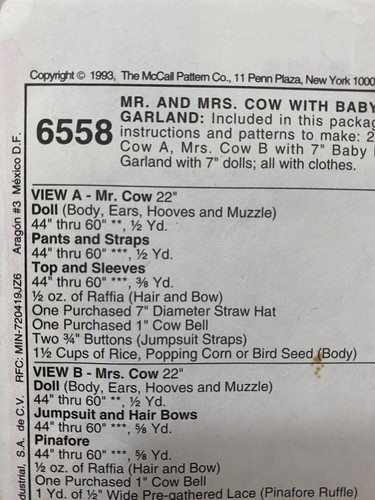 Copyright © 1993, The McCall Pattern Co., 11 Penn Plaza, New York 1000
6558
MR. AND MRS. COW WITH BABY
GARLAND: Included in this packag
instructions and patterns to make: 2
Cow A, Mrs. Cow B with 7" Baby
Garland with 7" dolls; all with clothes.
VIEW A - Mr. Cow 22"
Doll (Body, Ears, Hooves and Muzzle)
44" thru 60" **, ½ Yd.
Pants and Straps
44" thru 60" ***, ½ Yd.
Top and Sleeves
44" thru 60" ***, ⅜ Yd.
½ oz. of Raffia (Hair and Bow)
One Purchased 7" Diameter Straw Hat
One Purchased 1" Cow Bell
Two ¾" Buttons (Jumpsuit Straps)
1½ Cups of Rice, Popping Corn or Bird Seed (Body)
VIEW B - Mrs. Cow 22"
Doll (Body, Ears, Hooves and Muzzle)
44" thru 60" **, ½ Yd.
Jumpsuit and Hair Bows
44" thru 60" ***, ⅝ Yd.
Pinafore
44" thru 60" ***, ⅝ Yd.
½ oz. of Raffia (Hair and Bow)
One Purchased 1" Cow Bell
1 Yd. of ½" Wide Pre-gathered Lace (Pinafore Ruffle)
dustrial, S.A. de C.V. RFC: MIN-720419JZ6 Aragón #3 México D.F.